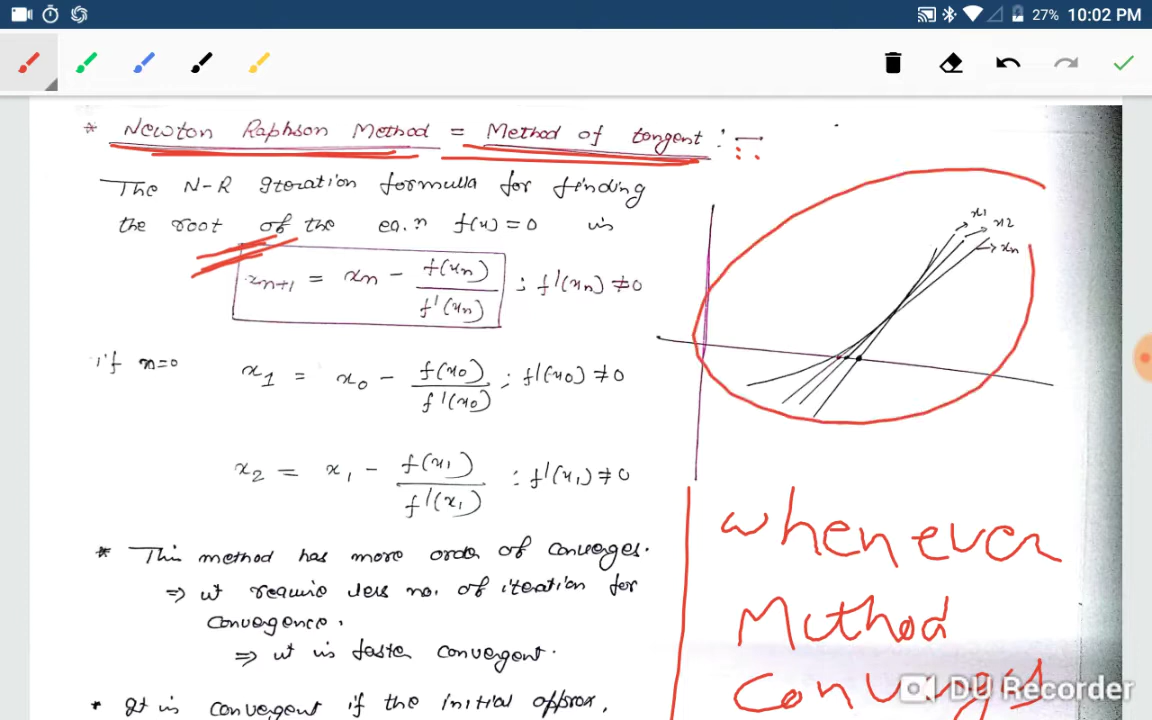 27% 10:02 PM
* Newton Raphson Method = Method of tangent :-
The N-R iteration formulla for finding
the root of the eq.n f(x)=0 is
xn+1 = xn - f(xn) / f'(xn) ; f'(xn) ≠0
if n=0 x1 = x0 - f(x0) / f'(x0) ; f'(x0) ≠0
x2 = x1 - f(x1) / f'(x1) : f'(x1) ≠0
* This method has more order of converges.
⇒ it requires less no. of iteration for
convergence.
⇒ it is faster convergent.
* It is convergent if the initial approx.
x1
x2
xn
whenever
Method
converges
DU Recorder